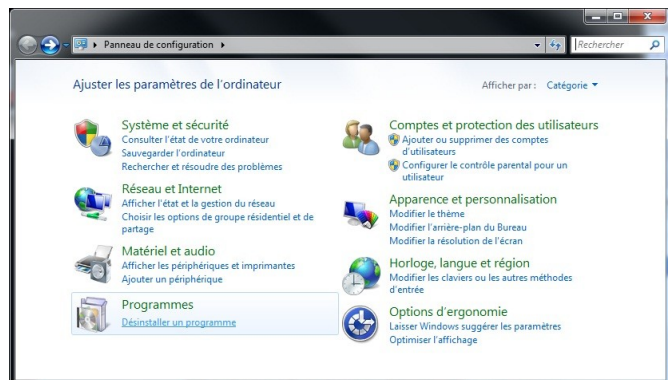 Panneau de configuration
Rechercher
Ajuster les paramètres de l'ordinateur
Afficher par : Catégorie
Système et sécurité
Consulter l'état de votre ordinateur
Sauvegarder l'ordinateur
Rechercher et résoudre des problèmes
Réseau et Internet
Afficher l'état et la gestion du réseau
Choisir les options de groupe résidentiel et de
partage
Matériel et audio
Afficher les périphériques et imprimantes
Ajouter un périphérique
Programmes
Désinstaller un programme
Comptes et protection des utilisateurs
Ajouter ou supprimer des comptes
d'utilisateurs
Configurer le contrôle parental pour un
utilisateur
Apparence et personnalisation
Modifier le thème
Modifier l'arrière-plan du Bureau
Modifier la résolution de l'écran
Horloge, langue et région
Modifier les claviers ou les autres méthodes
d'entrée
Options d'ergonomie
Laisser Windows suggérer les paramètres
Optimiser l'affichage